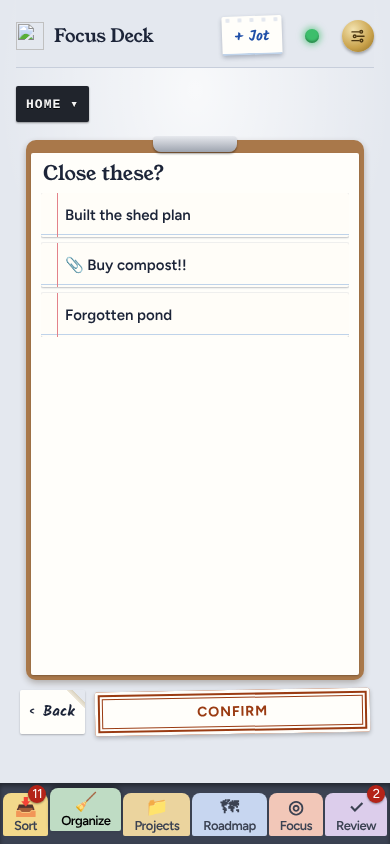 Focus Deck
+ Jot
HOME ▾
Close these?
Built the shed plan
📎 Buy compost!!
Forgotten pond
‹ Back
CONFIRM
11
2
Sort
Organize
Projects
Roadmap
Focus
Review